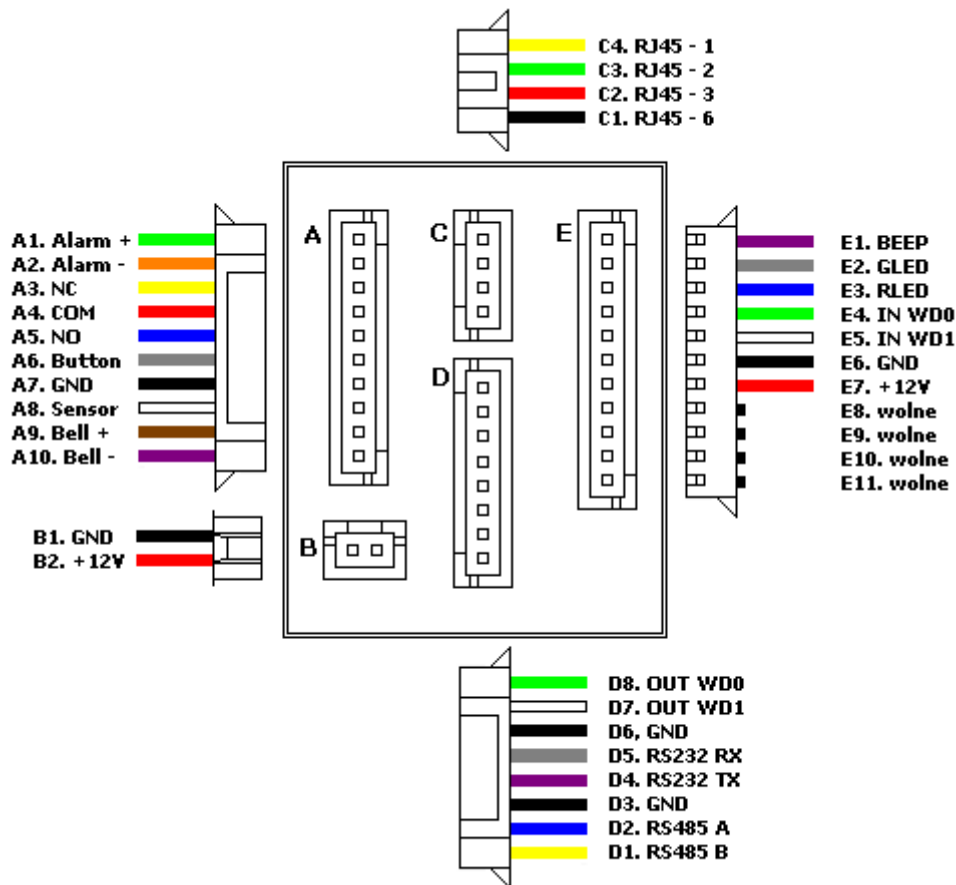 C4. RJ45 - 1
C3. RJ45 - 2
C2. RJ45 - 3
C1. RJ45 - 6
A1. Alarm +
A2. Alarm -
A3. NC
A4. COM
A5. NO
A6. Button
A7. GND
A8. Sensor
A9. Bell +
A10. Bell -
B1. GND
B2. +12V
A
C
E
D
B
E1. BEEP
E2. GLED
E3. RLED
E4. IN WD0
E5. IN WD1
E6. GND
E7. +12V
E8. wolne
E9. wolne
E10. wolne
E11. wolne
D8. OUT WD0
D7. OUT WD1
D6, GND
D5. RS232 RX
D4. RS232 TX
D3. GND
D2. RS485 A
D1. RS485 B